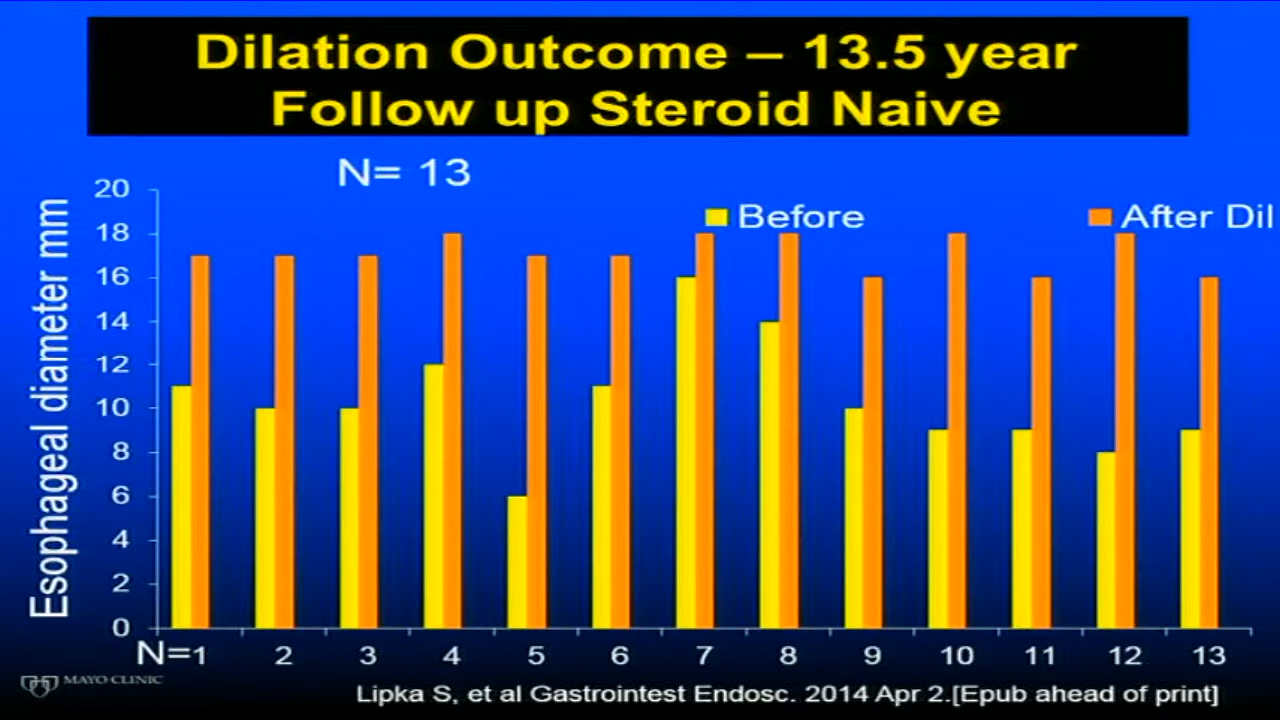 Dilation Outcome – 13.5 year
Follow up Steroid Naive
N= 13
Before
After Dil
Esophageal diameter mm
20
18
16
14
12
10
8
6
4
2
0
N=1 2 3 4 5 6 7 8 9 10 11 12 13
MAYO CLINIC
Lipka S, et al Gastrointest Endosc. 2014 Apr 2.[Epub ahead of print]